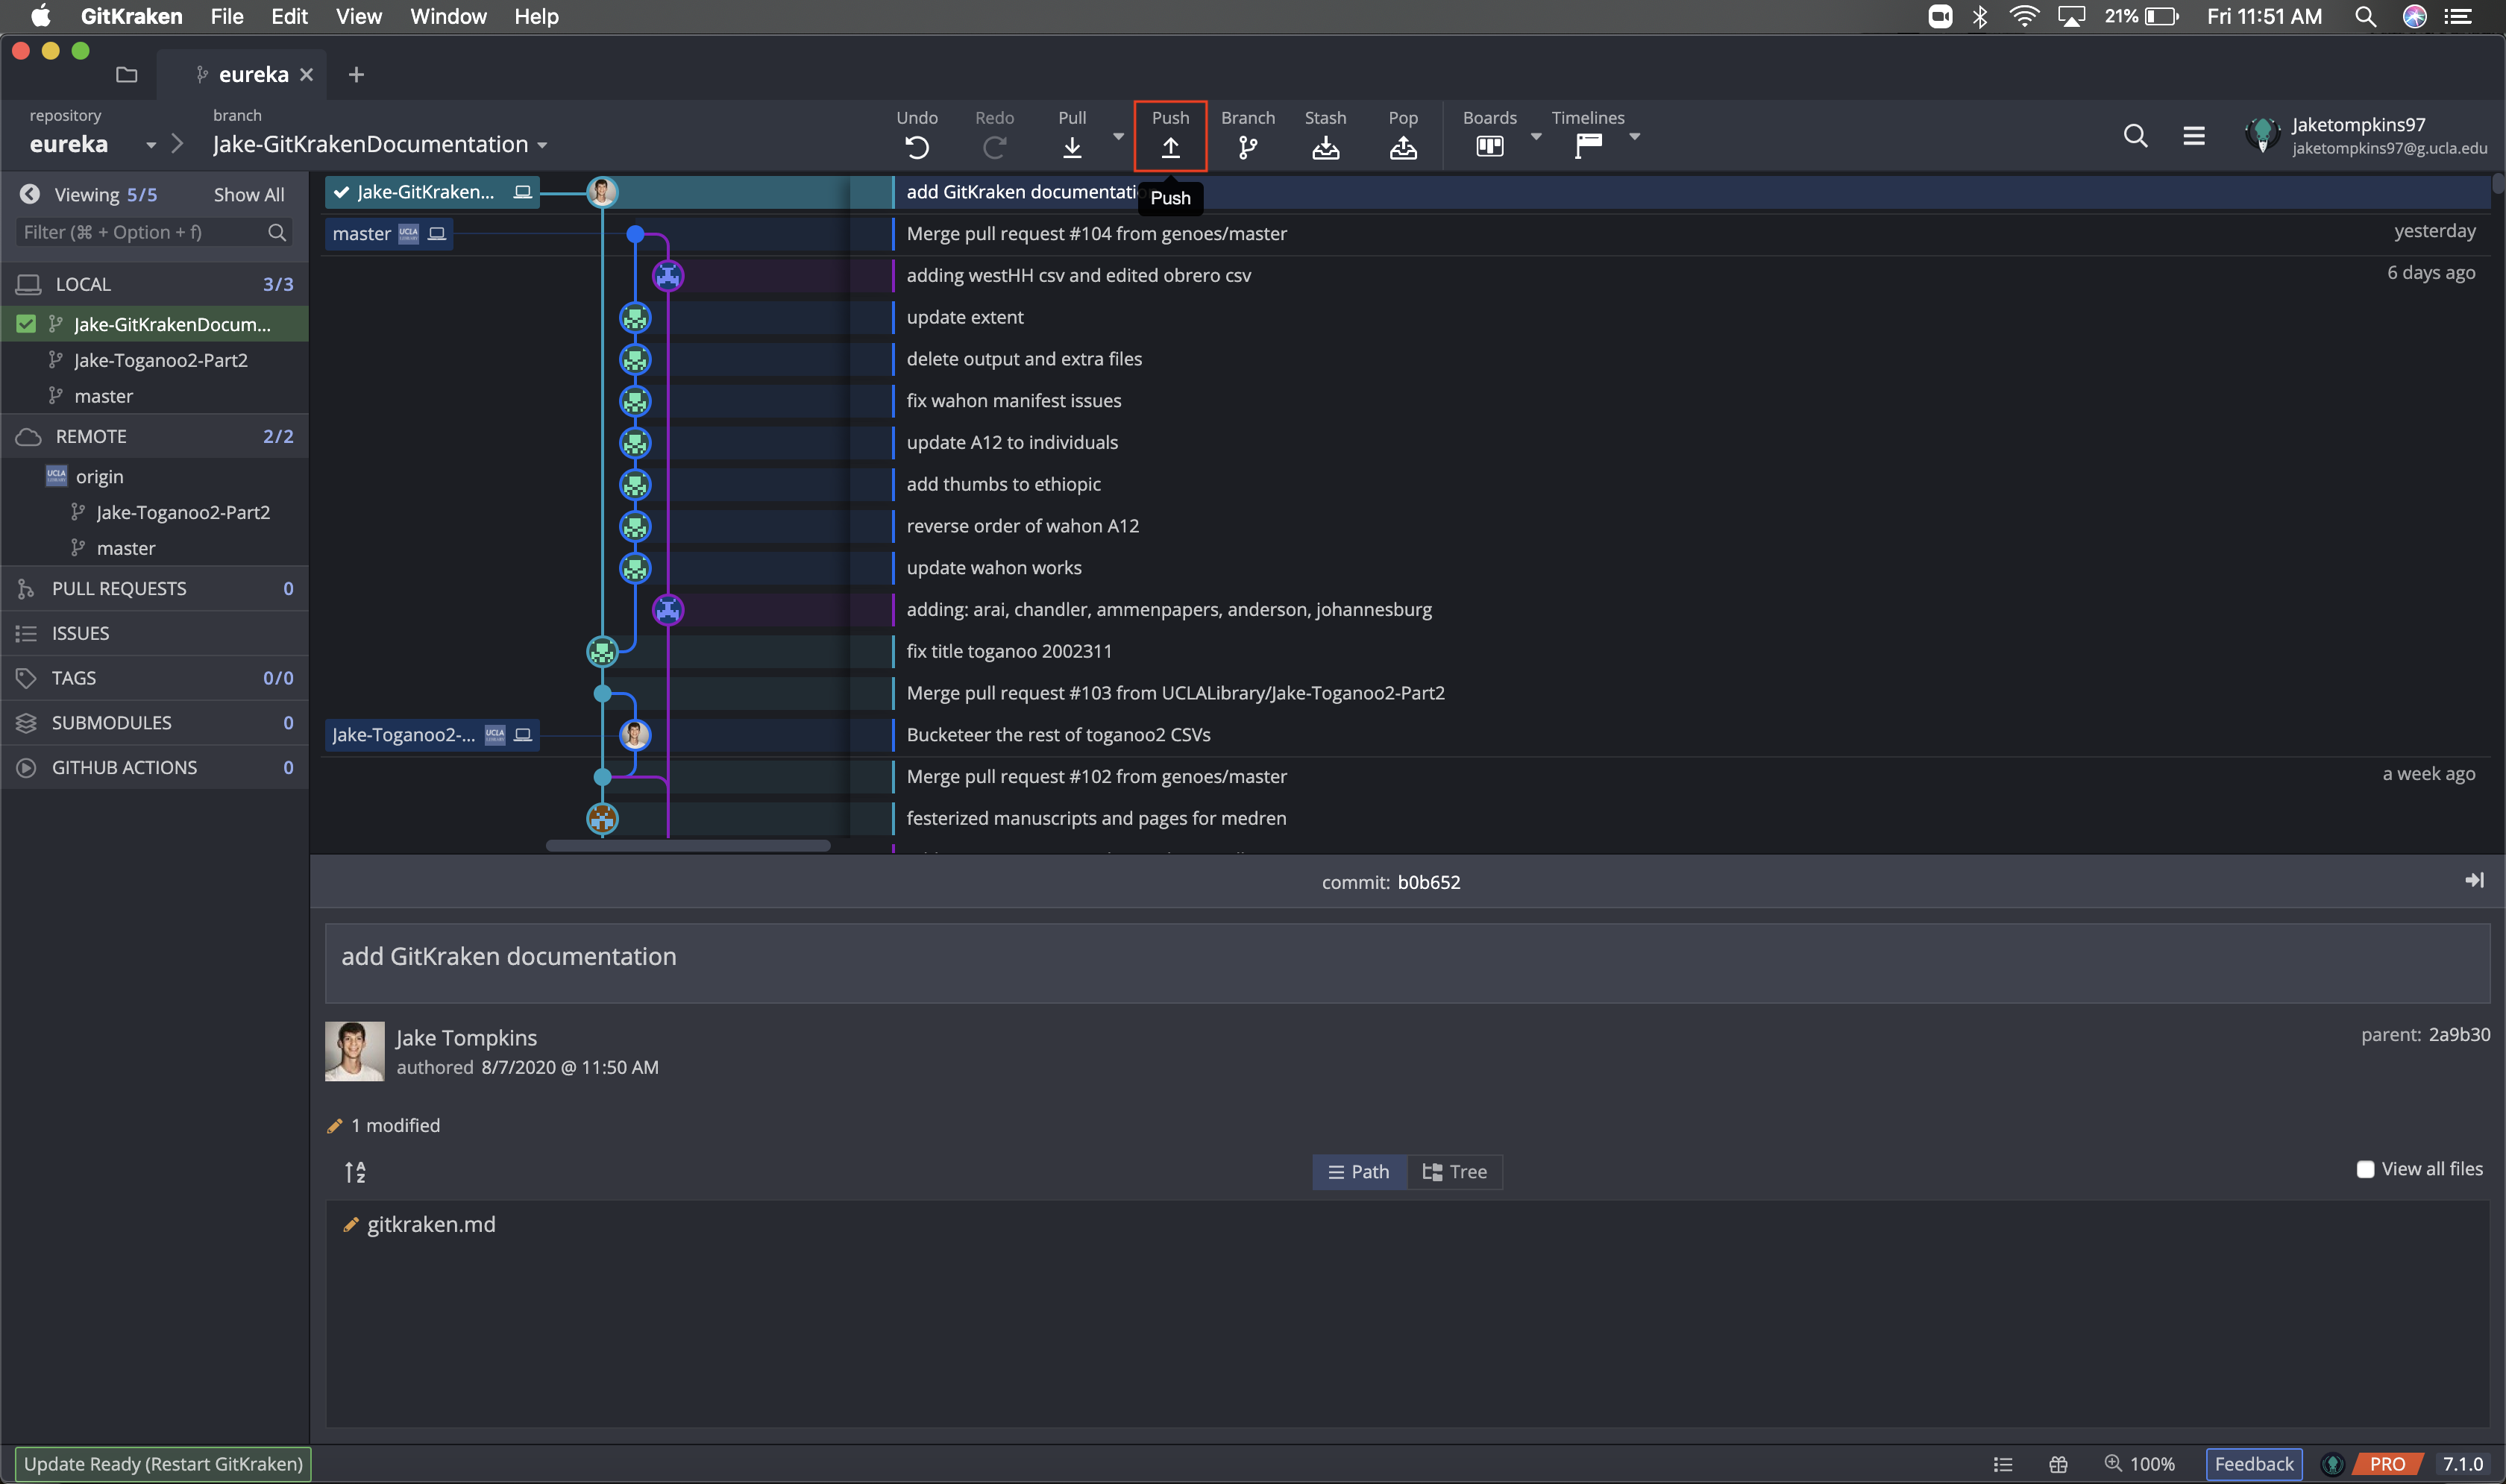 GitKraken File Edit View Window Help 21% Fri 11:51 AM
eureka
repository
eureka
branch
Jake-GitKrakenDocumentation
Undo Redo Pull Push Branch Stash Pop Boards Timelines
Jaketompkins97
jaketompkins97@g.ucla.edu
Viewing 5/5 Show All
Filter (⌘ + Option + f)
LOCAL 3/3
Jake-GitKrakenDocum...
Jake-Toganoo2-Part2
master
REMOTE 2/2
origin
Jake-Toganoo2-Part2
master
PULL REQUESTS 0
ISSUES
TAGS 0/0
SUBMODULES 0
GITHUB ACTIONS 0
Jake-GitKraken... add GitKraken documentatio
Push
master UCLA Merge pull request #104 from genoes/master yesterday
adding westHH csv and edited obrero csv 6 days ago
update extent
delete output and extra files
fix wahon manifest issues
update A12 to individuals
add thumbs to ethiopic
reverse order of wahon A12
update wahon works
adding: arai, chandler, ammenpapers, anderson, johannesburg
fix title toganoo 2002311
Merge pull request #103 from UCLALibrary/Jake-Toganoo2-Part2
Jake-Toganoo2-... UCLA Bucketeer the rest of toganoo2 CSVs
Merge pull request #102 from genoes/master a week ago
festerized manuscripts and pages for medren
commit: b0b652
add GitKraken documentation
Jake Tompkins
authored 8/7/2020 @ 11:50 AM
parent: 2a9b30
1 modified
A Z
Path Tree
View all files
gitkraken.md
Update Ready (Restart GitKraken) 100% Feedback PRO 7.1.0